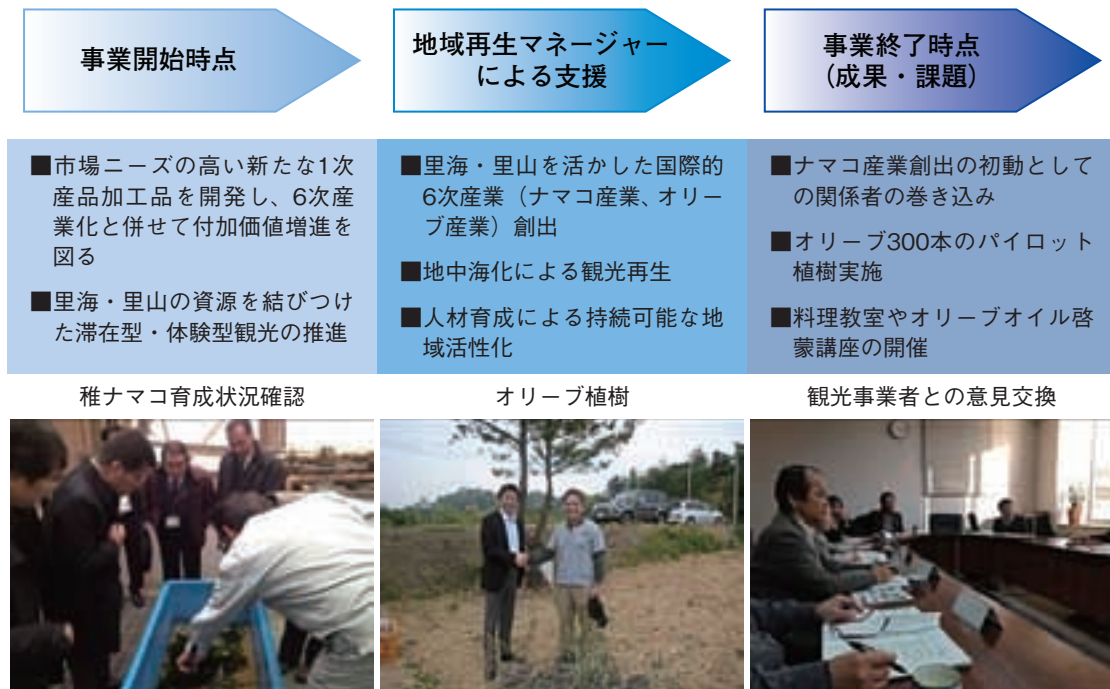 事業開始時点
地域再生マネージャー
による支援
事業終了時点
(成果・課題)
■市場ニーズの高い新たな1次
産品加工品を開発し、6次産
業化と併せて付加価値増進を
図る
■里海・里山の資源を結びつけ
た滞在型・体験型観光の推進
■里海・里山を活かした国際的
6次産業（ナマコ産業、オリー
ブ産業）創出
■地中海化による観光再生
■人材育成による持続可能な地
域活性化
■ナマコ産業創出の初動として
の関係者の巻き込み
■オリーブ300本のパイロット
植樹実施
■料理教室やオリーブオイル啓
蒙講座の開催
稚ナマコ育成状況確認
オリーブ植樹
観光事業者との意見交換